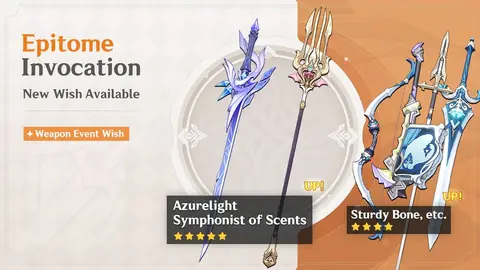 Epitome
Invocation
New Wish Available
+ Weapon Event Wish
UP!
Azurelight
Symphonist of Scents
UP!
Sturdy Bone, etc.